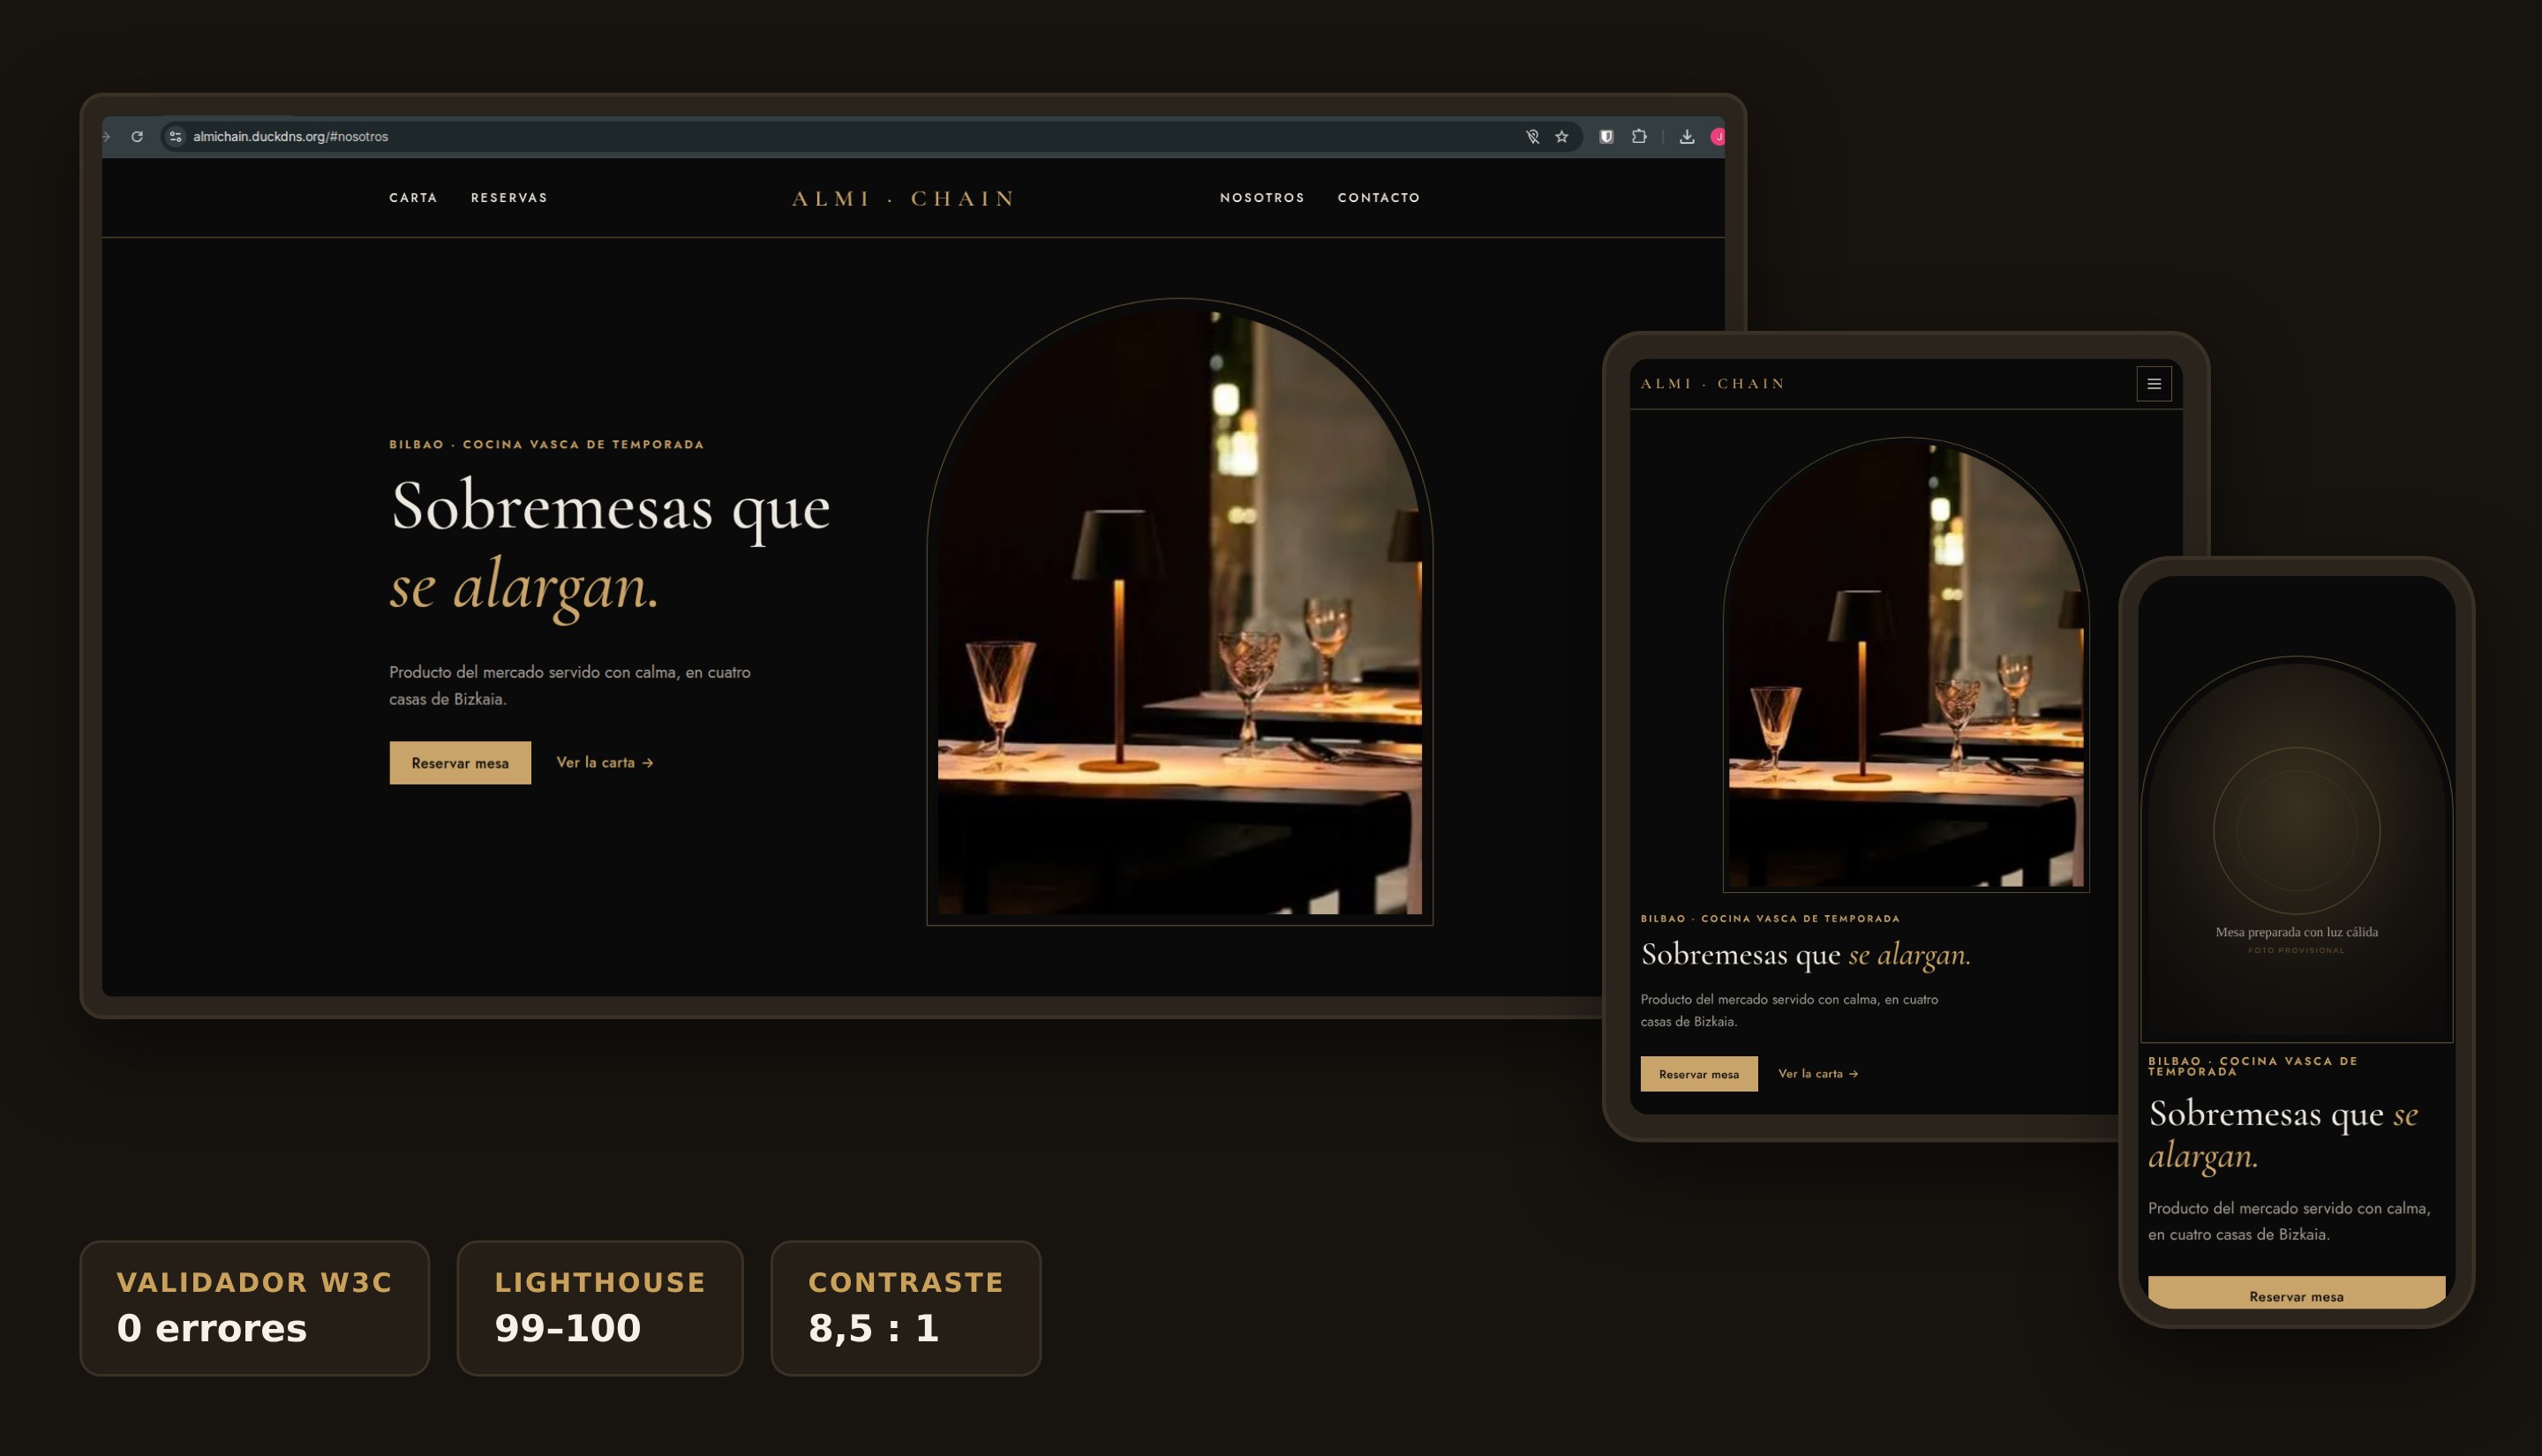 almichain.duckdns.org/#nosotros
J
CARTA RESERVAS ALMI · CHAIN NOSOTROS CONTACTO
BILBAO · COCINA VASCA DE TEMPORADA
Sobremesas que
se alargan.
Producto del mercado servido con calma, en cuatro
casas de Bizkaia.
Reservar mesa Ver la carta →
ALMI · CHAIN
BILBAO · COCINA VASCA DE TEMPORADA
Sobremesas que se alargan.
Producto del mercado servido con calma, en cuatro
casas de Bizkaia.
Reservar mesa Ver la carta →
Mesa preparada con luz cálida
FOTO PROVISIONAL
BILBAO · COCINA VASCA DE
TEMPORADA
Sobremesas que se
alargan.
Producto del mercado servido con calma,
en cuatro casas de Bizkaia.
Reservar mesa
VALIDADOR W3C
0 errores
LIGHTHOUSE
99–100
CONTRASTE
8,5 : 1